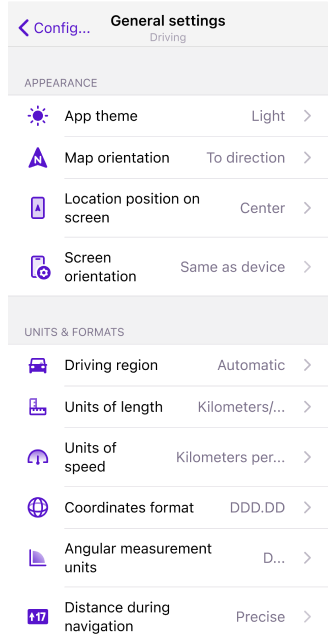 Config...
General settings
Driving
APPEARANCE
App theme
Light
Map orientation
N
To direction
Location position on
screen
A
Center
Screen
orientation
Same as device
UNITS & FORMATS
Driving region
Automatic
Units of length
Kilometers/...
Units of
speed
Kilometers per...
Coordinates format
DDD.DD
Angular measurement
units
D...
17
Distance during
navigation
Precise